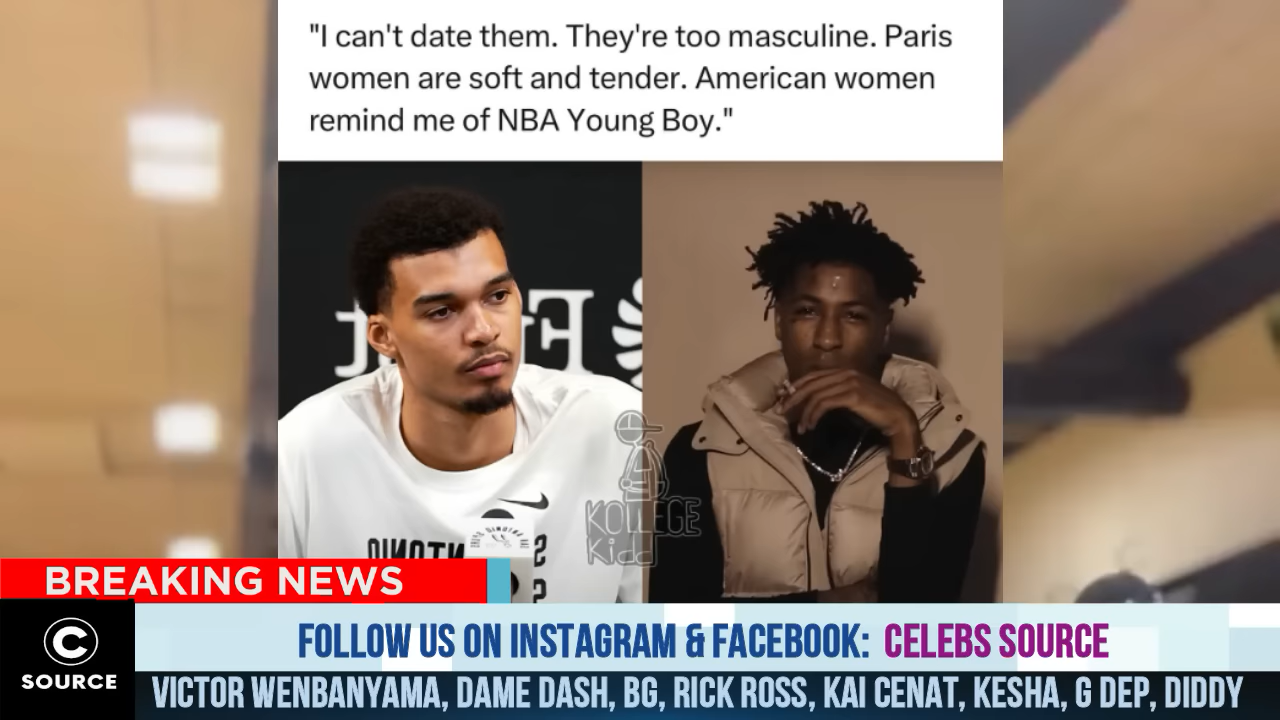 "I can't date them. They're too masculine. Paris
women are soft and tender. American women
remind me of NBA Young Boy."
KOLLEGE
Kidd
BREAKING NEWS
C
SOURCE
FOLLOW US ON INSTAGRAM & FACEBOOK: CELEBS SOURCE
VICTOR WENBANYAMA, DAME DASH, BG, RICK ROSS, KAI CENAT, KESHA, G DEP, DIDDY